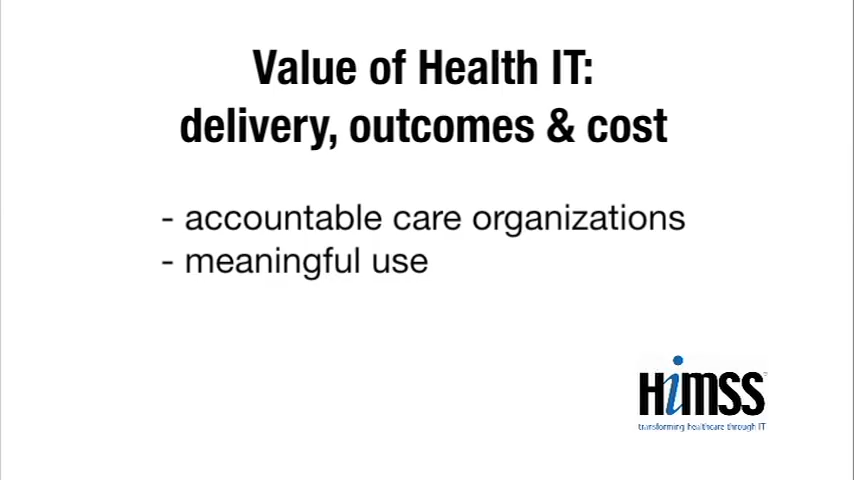 Value of Health IT:
delivery, outcomes & cost
- accountable care organizations
- meaningful use
HiMSS
transforming healthcare through IT